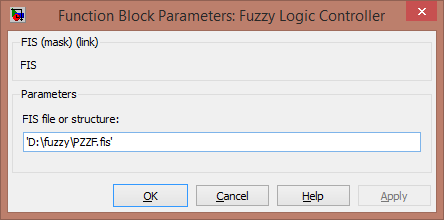 Function Block Parameters: Fuzzy Logic Controller
FIS (mask) (link)
FIS
Parameters
FIS file or structure:
'D:\fuzzy\PZZF.fis'
OK Cancel Help Apply